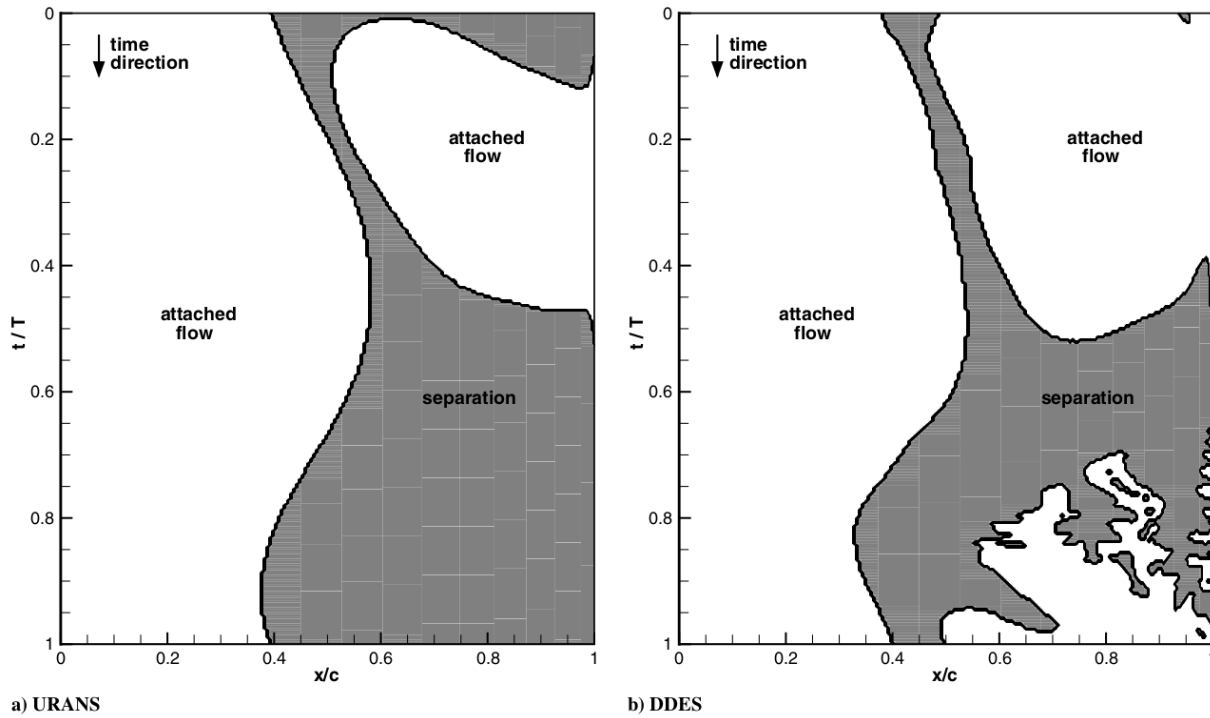 0
0.2
0.4
0.6
0.8
1
t / T
time
direction
attached
flow
attached
flow
separation
0
0.2
0.4
0.6
0.8
1
x/c
a) URANS
0
0.2
0.4
0.6
0.8
1
t / T
time
direction
attached
flow
attached
flow
separation
0
0.2
0.4
0.6
0.8
1
x/c
b) DDES